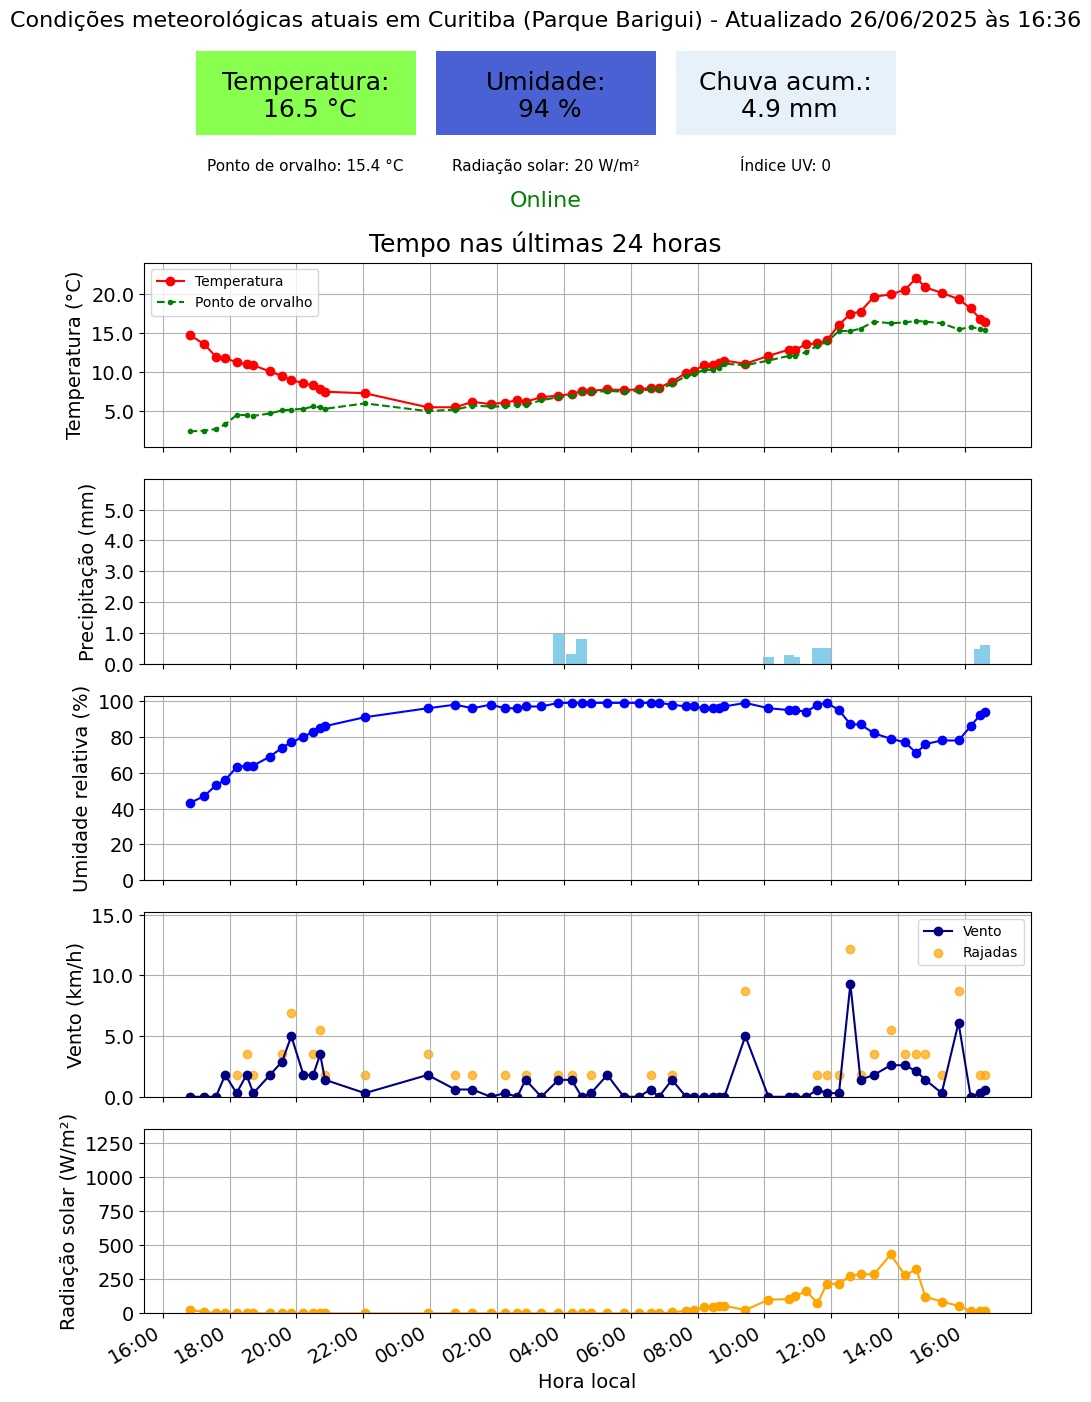 Condições meteorológicas atuais em Curitiba (Parque Barigui) - Atualizado 26/06/2025 às 16:36
Temperatura:
16.5 °C
Umidade:
94 %
Chuva acum.:
4.9 mm
Ponto de orvalho: 15.4 °C
Radiação solar: 20 W/m²
Índice UV: 0
Online
Tempo nas últimas 24 horas
Temperatura (°C)
20.0
15.0
10.0
5.0
Temperatura
Ponto de orvalho
Precipitação (mm)
5.0
4.0
3.0
2.0
1.0
0.0
Umidade relativa (%)
100
80
60
40
20
0
Vento (km/h)
15.0
10.0
5.0
0.0
Vento
Rajadas
Radiação solar (W/m²)
1250
1000
750
500
250
0
16:00
18:00
20:00
22:00
00:00
02:00
04:00
06:00
08:00
10:00
12:00
14:00
16:00
Hora local